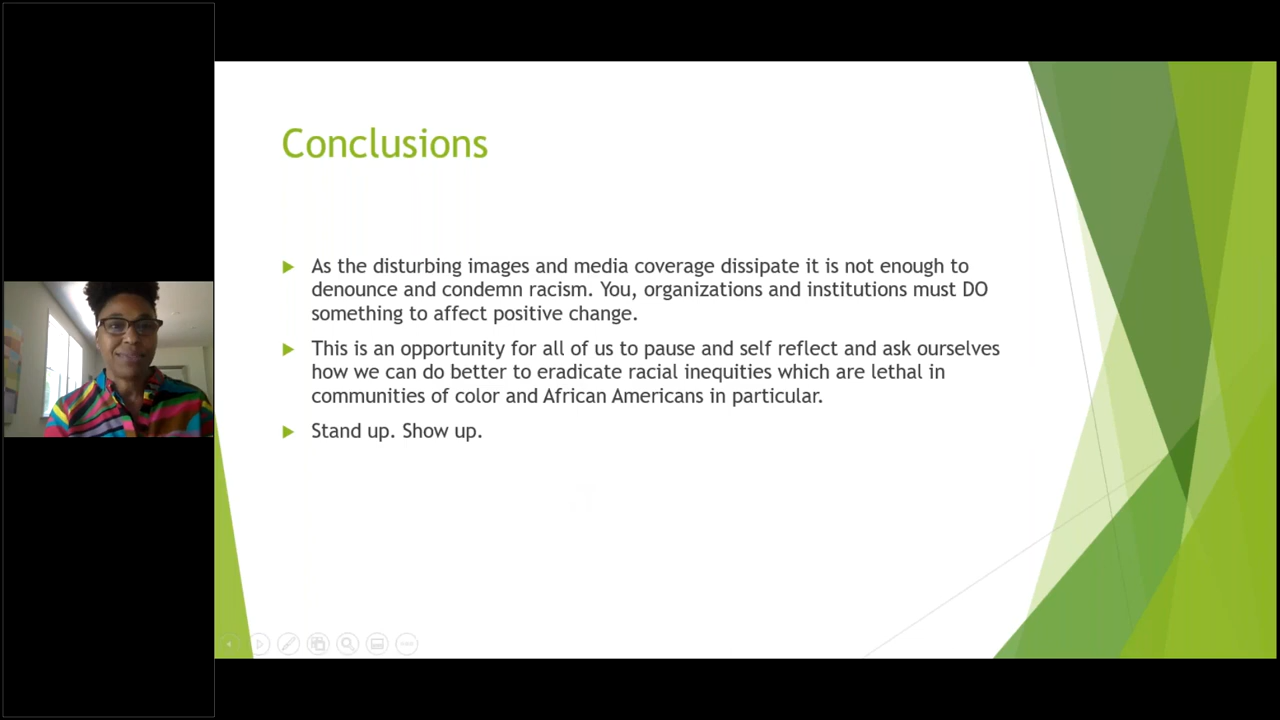 Conclusions
As the disturbing images and media coverage dissipate it is not enough to
denounce and condemn racism. You, organizations and institutions must DO
something to affect positive change.
This is an opportunity for all of us to pause and self reflect and ask ourselves
how we can do better to eradicate racial inequities which are lethal in
communities of color and African Americans in particular.
Stand up. Show up.